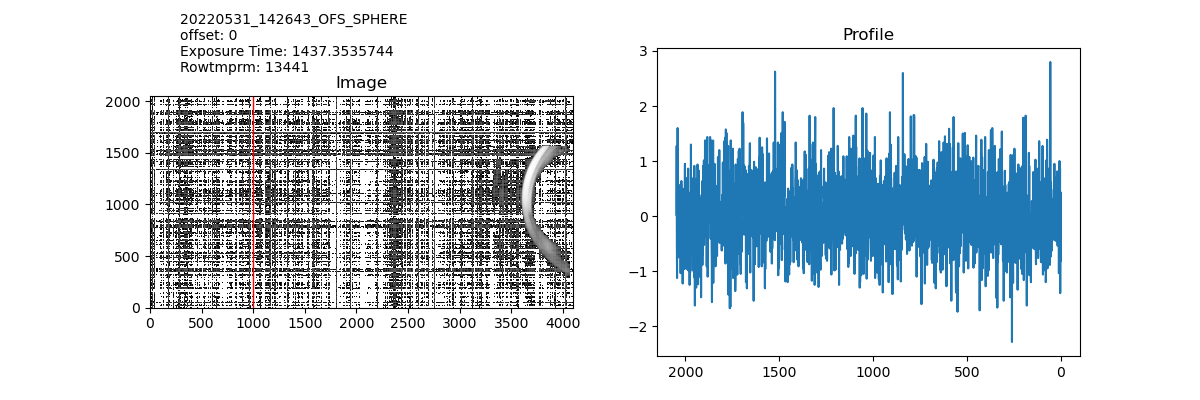 20220531_142643_OFS_SPHERE
offset: 0
Exposure Time: 1437.3535744
Rowtmprm: 13441
Image
2000
1500
1000
500
0
0 500 1000 1500 2000 2500 3000 3500 4000
Profile
3
2
1
0
−1
−2
2000 1500 1000 500 0